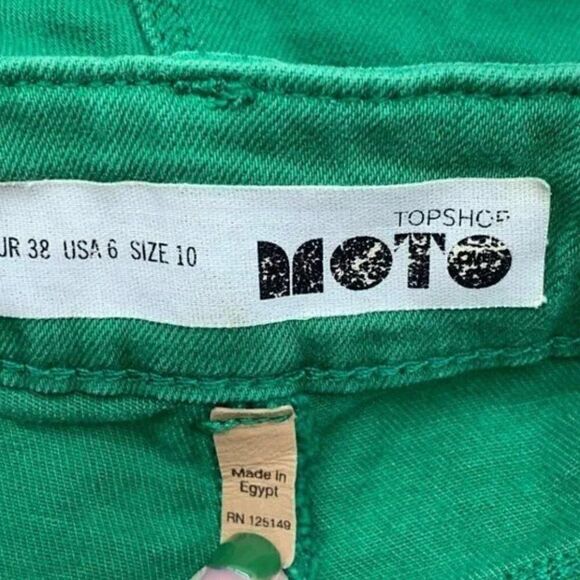 TOPSHOP
UR 38 USA 6 SIZE 10 MOTO
Made in
Egypt
RN 125149